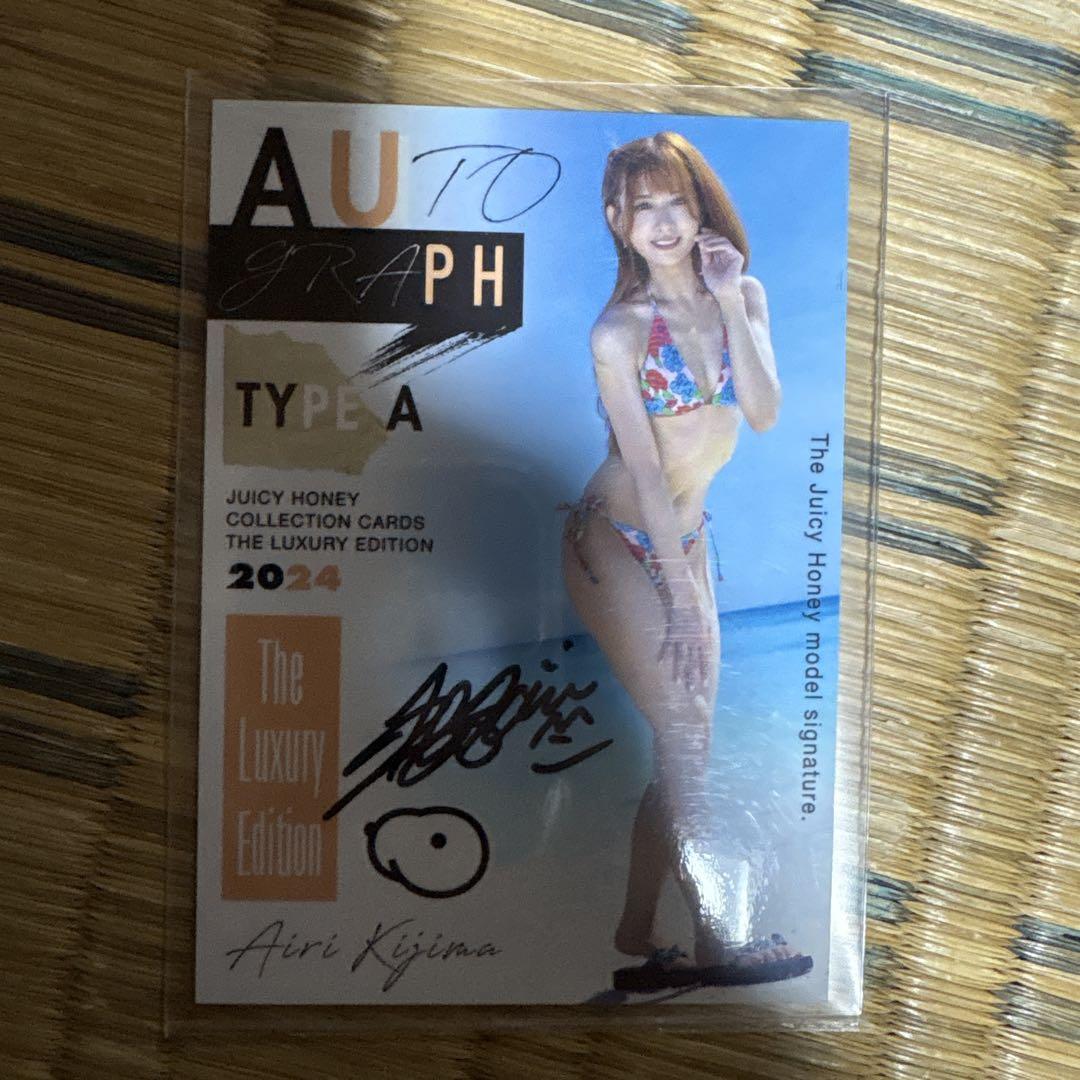 AUTO
GRAPH
TYPE A
JUICY HONEY
COLLECTION CARDS
THE LUXURY EDITION
2024
The
Luxury
Edition
Airi Kijima
The Juicy Honey model signature.